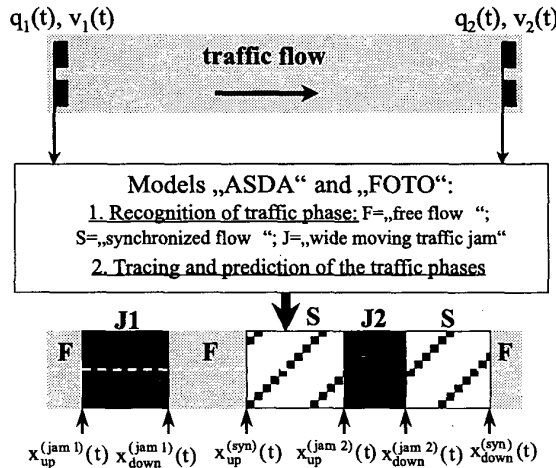 q₁(t), v₁(t) q₂(t), v₂(t)
traffic flow
Models „ASDA“ and „FOTO“:
1. Recognition of traffic phase: F=„free flow “;
S=„synchronized flow “; J=„wide moving traffic jam“
2. Tracing and prediction of the traffic phases
J1 S J2 S
F F F
x_up^(jam 1)(t) x_down^(jam 1)(t) x_up^(syn)(t) x_up^(jam 2)(t) x_down^(jam 2)(t) x_down^(syn)(t)